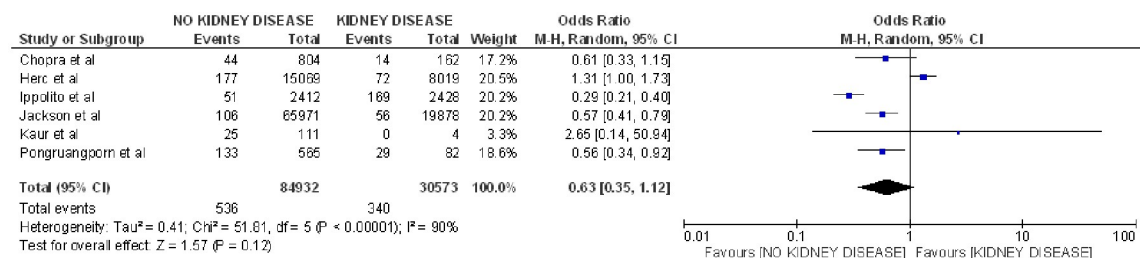 NO KIDNEY DISEASE KIDNEY DISEASE Odds Ratio Odds Ratio
Study or Subgroup Events Total Events Total Weight M-H, Random, 95% CI M-H, Random, 95% CI
Chopra et al 44 804 14 162 17.2% 0.61 [0.33, 1.15]
Herc et al 177 15069 72 8019 20.5% 1.31 [1.00, 1.73]
Ippolito et al 51 2412 169 2428 20.2% 0.29 [0.21, 0.40]
Jackson et al 106 65971 56 19878 20.2% 0.57 [0.41, 0.79]
Kaur et al 25 111 0 4 3.3% 2.65 [0.14, 50.94]
Pongruangporn et al 133 565 29 82 18.6% 0.56 [0.34, 0.92]
Total (95% CI) 84932 30573 100.0% 0.63 [0.35, 1.12]
Total events 536 340
Heterogeneity: Tau² = 0.41; Chi² = 51.81, df = 5 (P < 0.00001); I² = 90%
Test for overall effect: Z = 1.57 (P = 0.12)
0.01 0.1 1 10 100
Favours [NO KIDNEY DISEASE] Favours [KIDNEY DISEASE]